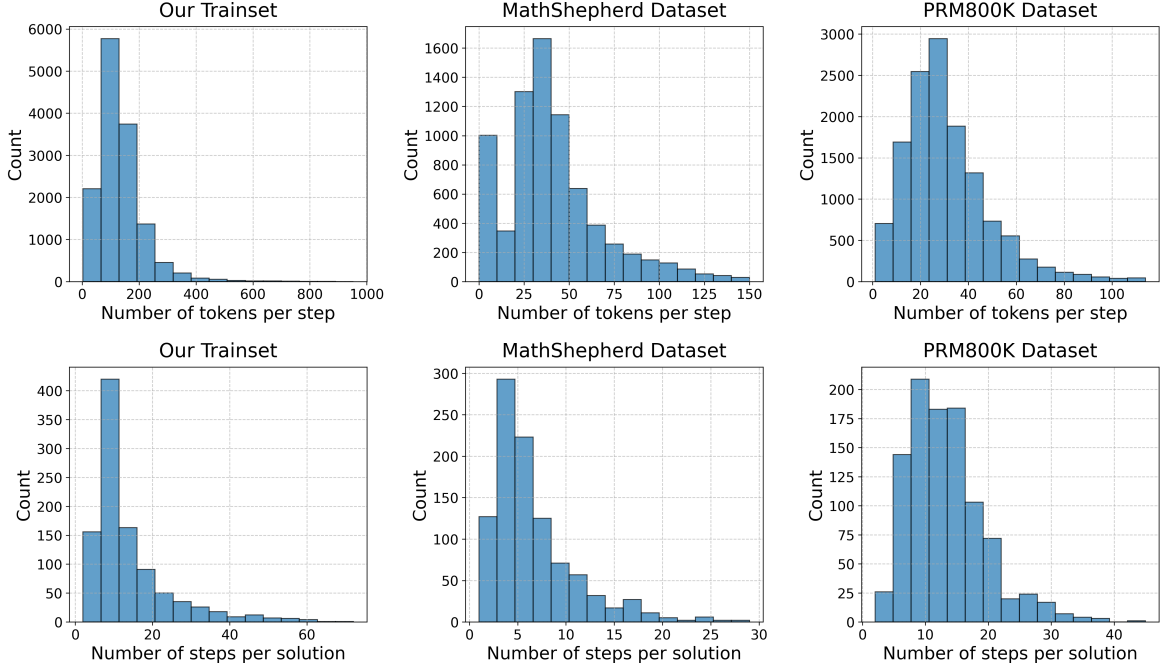 Our Trainset
MathShepherd Dataset
PRM800K Dataset
Count
6000
5000
4000
3000
2000
1000
0
0 200 400 600 800 1000
Number of tokens per step
Count
1600
1400
1200
1000
800
600
400
200
0
0 25 50 75 100 125 150
Number of tokens per step
Count
3000
2500
2000
1500
1000
500
0
0 20 40 60 80 100
Number of tokens per step
Our Trainset
MathShepherd Dataset
PRM800K Dataset
Count
400
350
300
250
200
150
100
50
0
0 20 40 60
Number of steps per solution
Count
300
250
200
150
100
50
0
0 5 10 15 20 25 30
Number of steps per solution
Count
200
175
150
125
100
75
50
25
0
0 10 20 30 40
Number of steps per solution